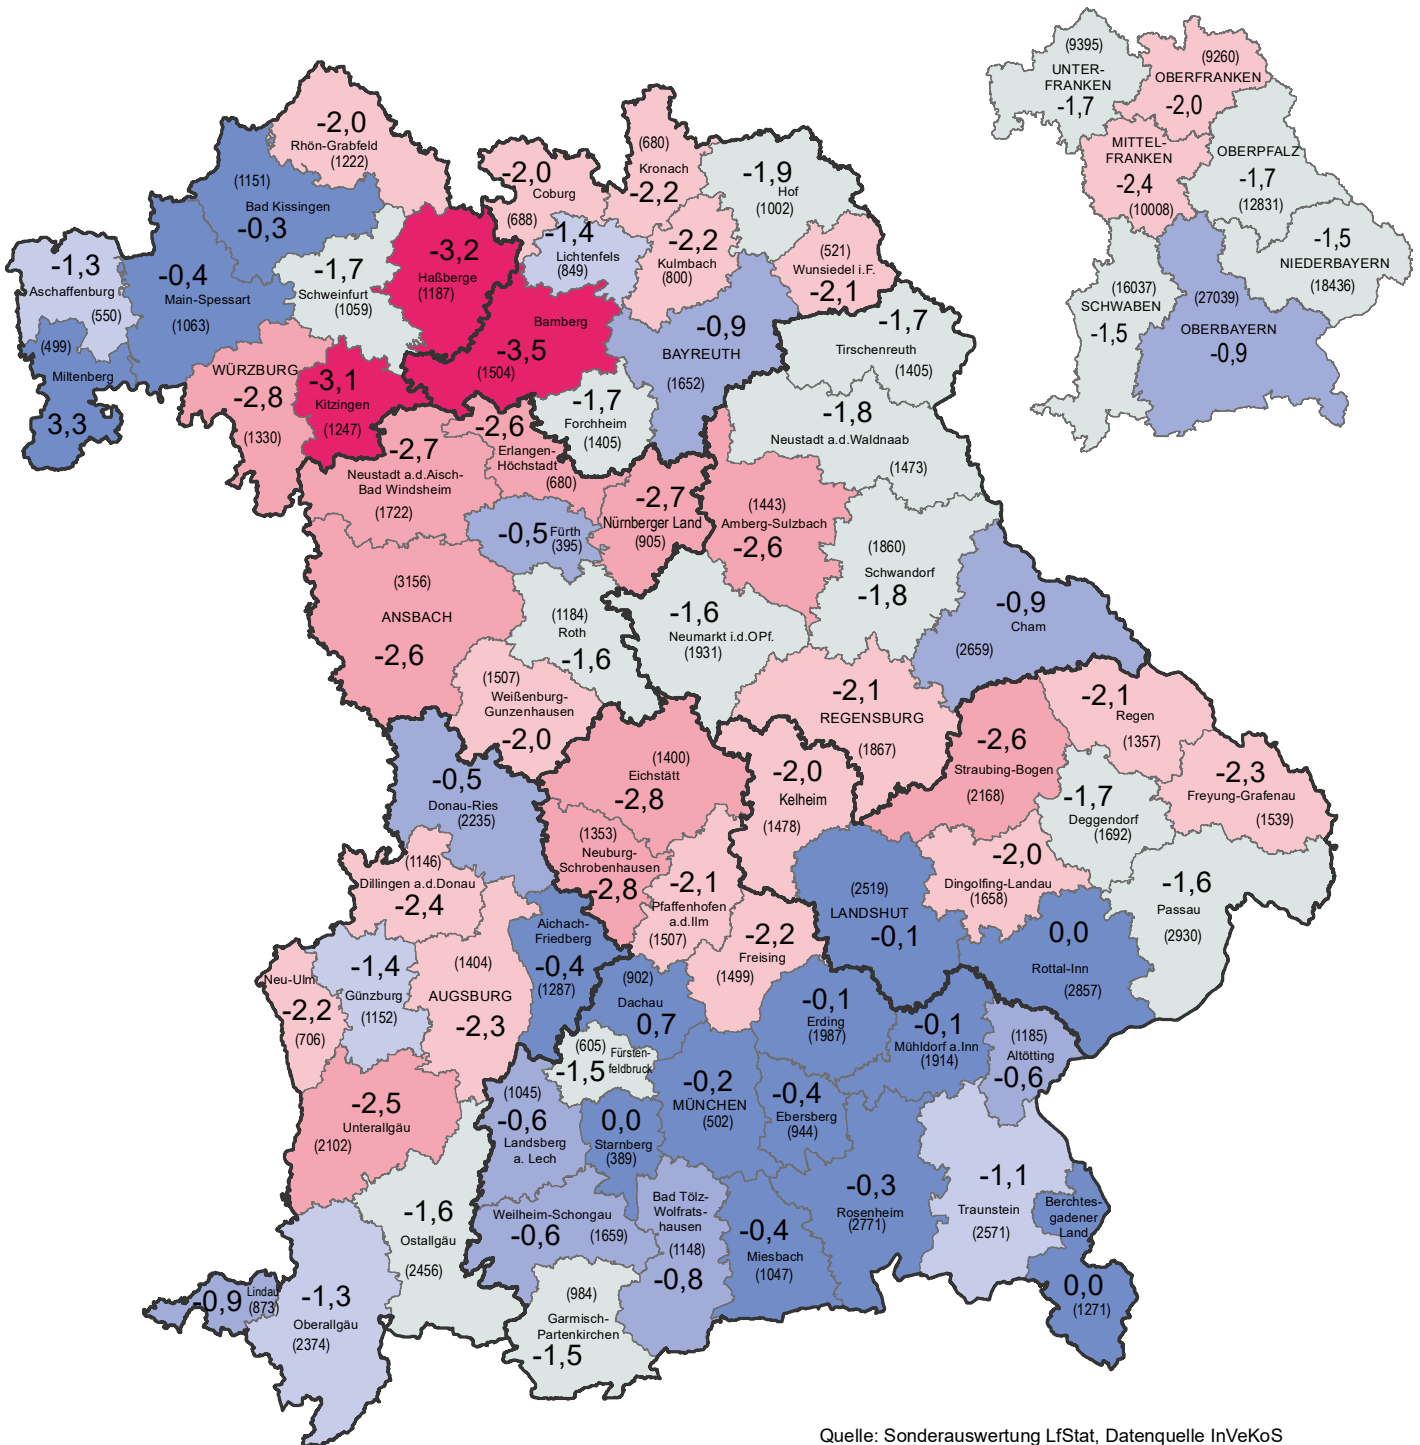 -2,0
Rhön-Grabfeld
(1222)
(1151)
Bad Kissingen
-0,3
-1,3
Aschaffenburg
(550)
-0,4
Main-Spessart
(1063)
(499)
Miltenberg
3,3
-1,7
Schweinfurt
(1059)
-3,2
Haßberge
(1187)
WÜRZBURG
-2,8
(1330)
-3,1
Kitzingen
(1247)
-2,0
Coburg
(688)
(680)
Kronach
-2,2
-1,9
Hof
(1002)
-1,4
Lichtenfels
(849)
-2,2
Kulmbach
(800)
(521)
Wunsiedel i.F.
-2,1
Bamberg
-3,5
(1504)
-0,9
BAYREUTH
(1652)
-1,7
Forchheim
(1405)
-1,7
Tirschenreuth
(1405)
-1,8
Neustadt a.d.Waldnaab
(1473)
-2,7
Neustadt a.d.Aisch-
Bad Windsheim
(1722)
-2,6
Erlangen-
Höchstadt
(680)
-0,5
Fürth
(395)
-2,7
Nürnberger Land
(905)
(1443)
Amberg-Sulzbach
-2,6
(1860)
Schwandorf
-1,8
(3156)
ANSBACH
-2,6
(1184)
Roth
-1,6
-1,6
Neumarkt i.d.OPf.
(1931)
-0,9
Cham
(2659)
(1507)
Weißenburg-
Gunzenhausen
-2,0
-2,1
REGENSBURG
(1867)
-2,1
Regen
(1357)
-2,6
Straubing-Bogen
(2168)
-2,3
Freyung-Grafenau
(1539)
-1,7
Deggendorf
(1692)
-0,5
Donau-Ries
(2235)
(1400)
Eichstätt
-2,8
-2,0
Kelheim
(1478)
(1353)
Neuburg-
Schrobenhausen
-2,8
-2,1
Pfaffenhofen
a.d.Ilm
(1507)
-2,0
Dingolfing-Landau
(1658)
-1,6
Passau
(2930)
(2519)
LANDSHUT
-0,1
0,0
Rottal-Inn
(2857)
(1146)
Dillingen a.d.Donau
-2,4
Aichach-
Friedberg
-0,4
(1287)
-2,2
Freising
(1499)
Neu-Ulm
-2,2
(706)
-1,4
Günzburg
(1152)
(1404)
AUGSBURG
-2,3
(902)
Dachau
0,7
-0,1
Erding
(1987)
-0,1
Mühldorf a.Inn
(1914)
(1185)
Altötting
-0,6
(605)
Fürsten-
feldbruck
-1,5
-0,2
MÜNCHEN
(502)
-0,4
Ebersberg
(944)
-2,5
Unterallgäu
(2102)
(1045)
-0,6
Landsberg
a. Lech
0,0
Starnberg
(389)
-0,3
Rosenheim
(2771)
-1,1
Traunstein
(2571)
Berchtes-
gadener
Land
0,0
(1271)
-1,6
Ostallgäu
(2456)
Weilheim-Schongau
-0,6
(1659)
Bad Tölz-
Wolfrats-
hausen
(1148)
-0,8
-0,4
Miesbach
(1047)
-0,9
Lindau
(873)
-1,3
Oberallgäu
(2374)
(984)
Garmisch-
Partenkirchen
-1,5
(9395)
UNTER-
FRANKEN
-1,7
(9260)
OBERFRANKEN
-2,0
MITTEL-
FRANKEN
-2,4
(10008)
OBERPFALZ
-1,7
(12831)
-1,5
NIEDERBAYERN
(18436)
(16037)
SCHWABEN
-1,5
(27039)
OBERBAYERN
-0,9
Quelle: Sonderauswertung LfStat, Datenquelle InVeKoS